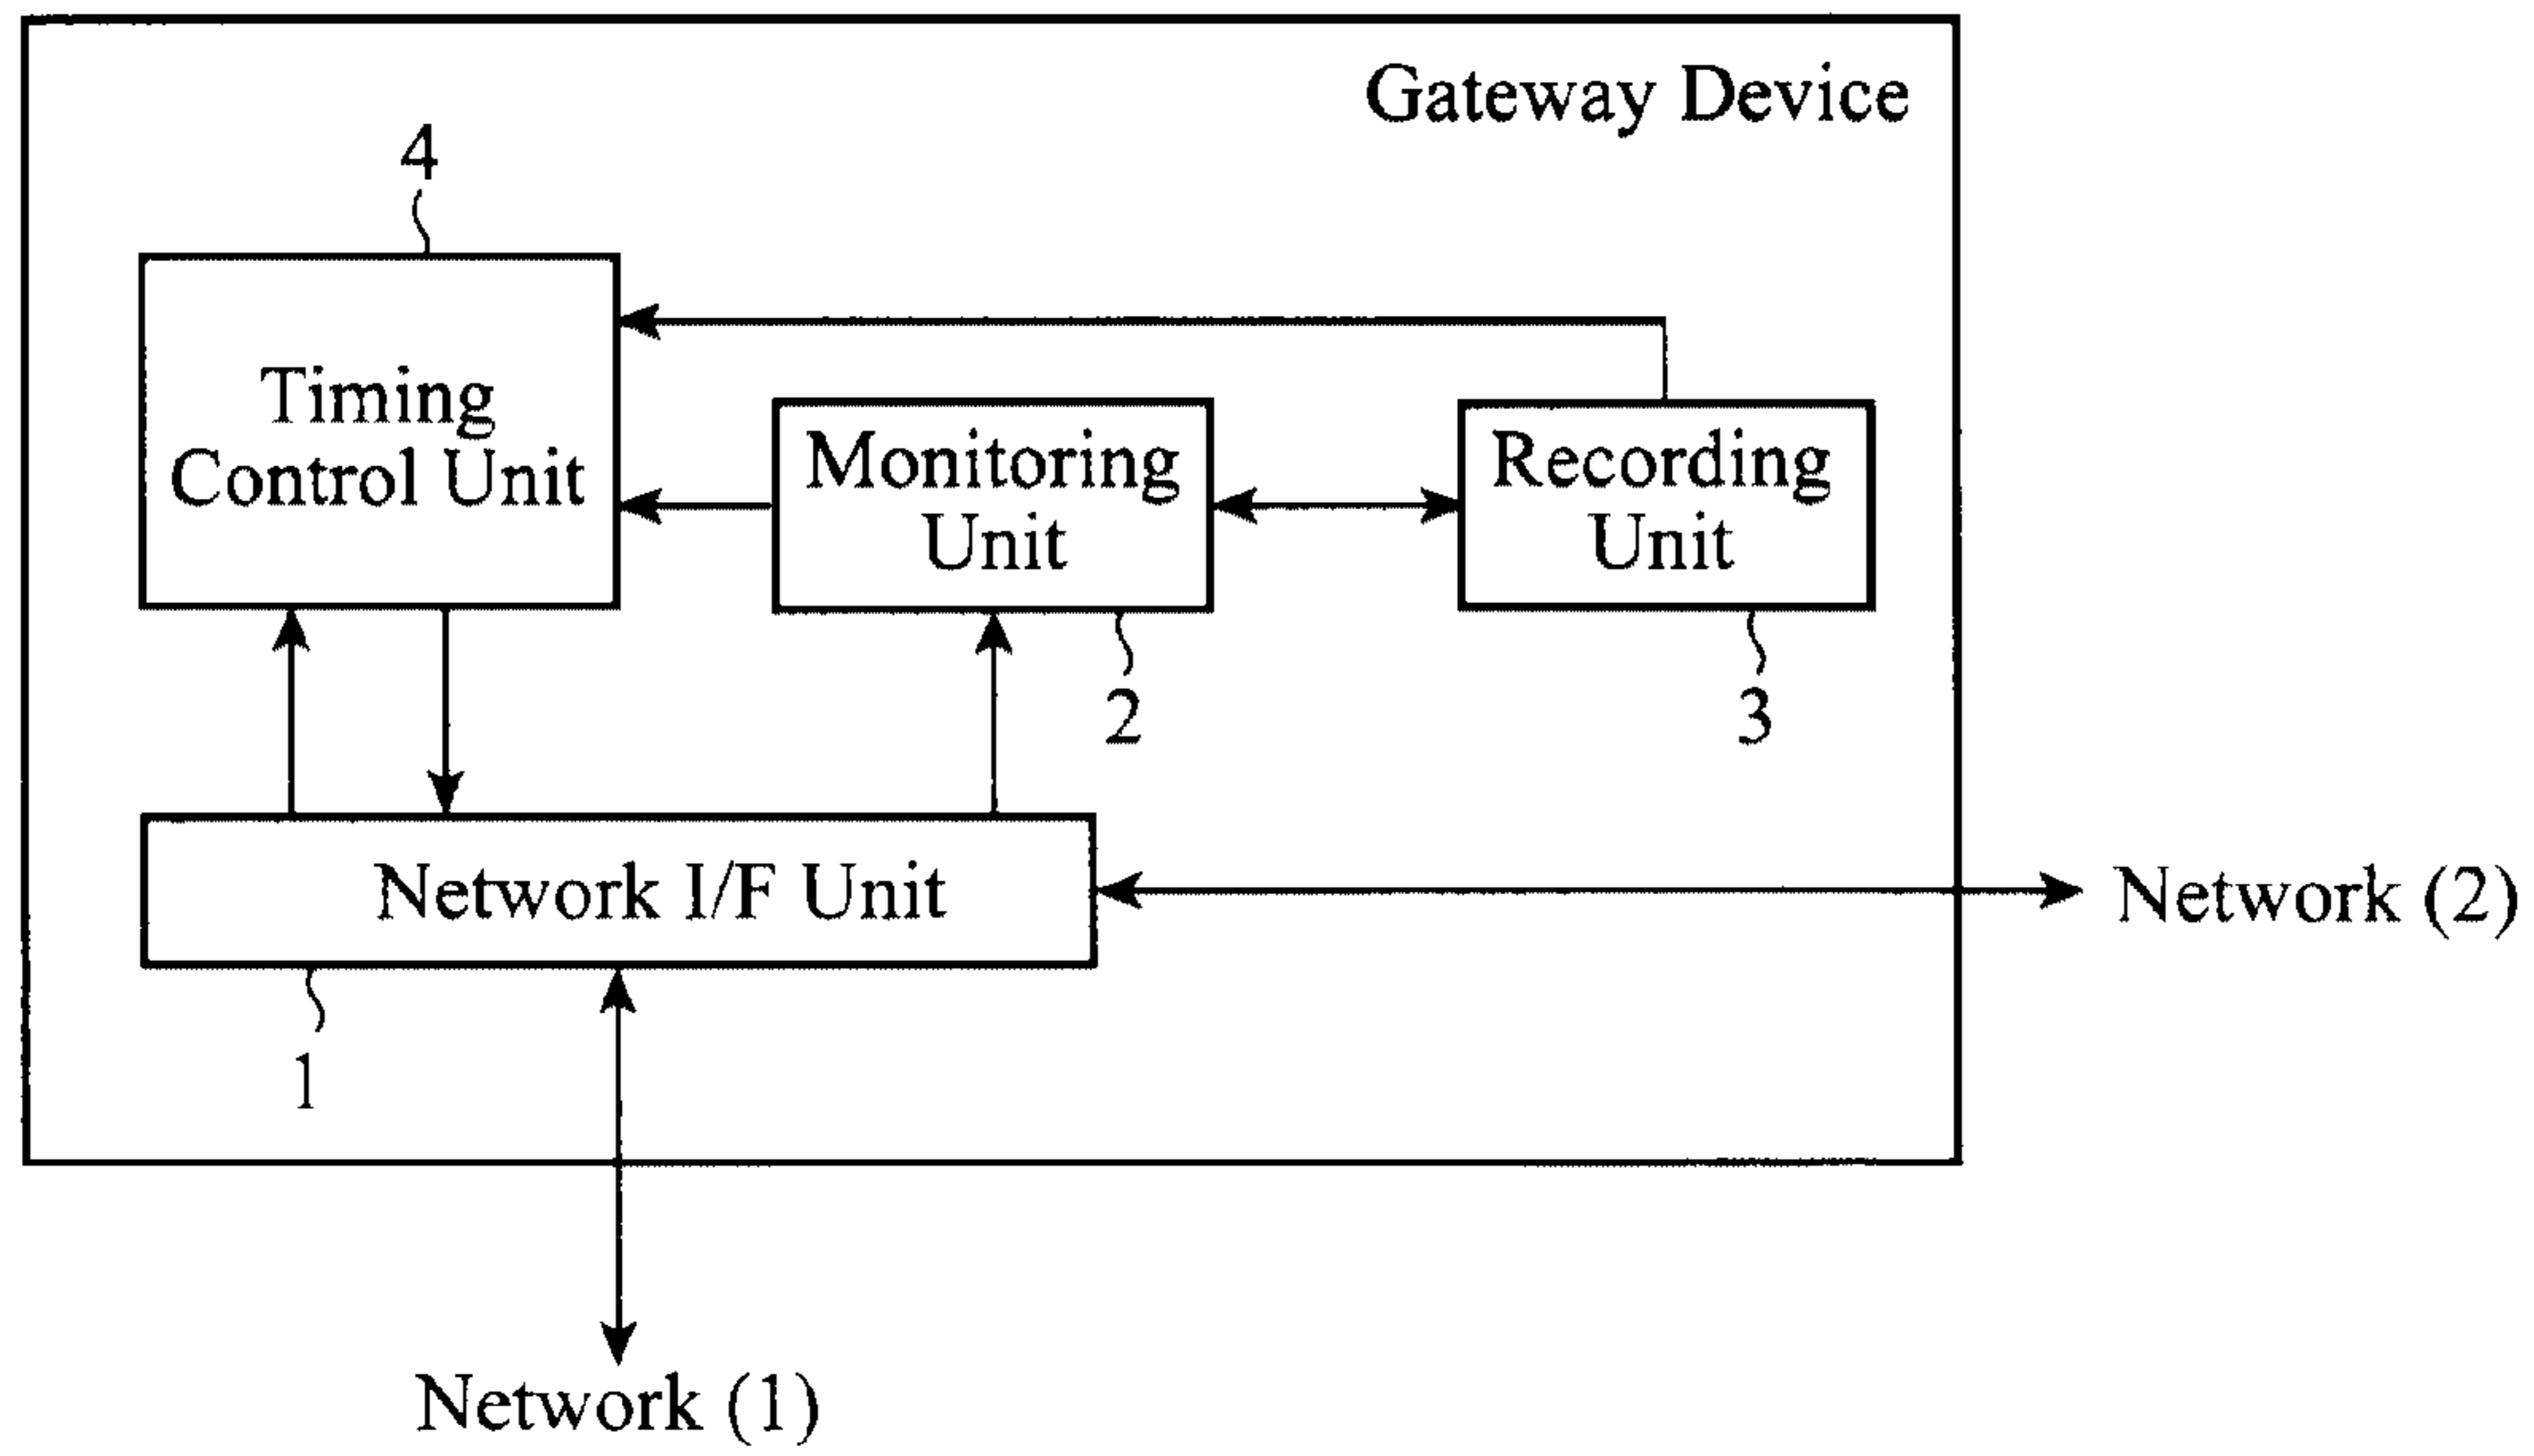 Gateway Device
4
Timing
Control Unit
Monitoring
Unit
Recording
Unit
2
3
Network I/F Unit
Network (2)
1
Network (1)